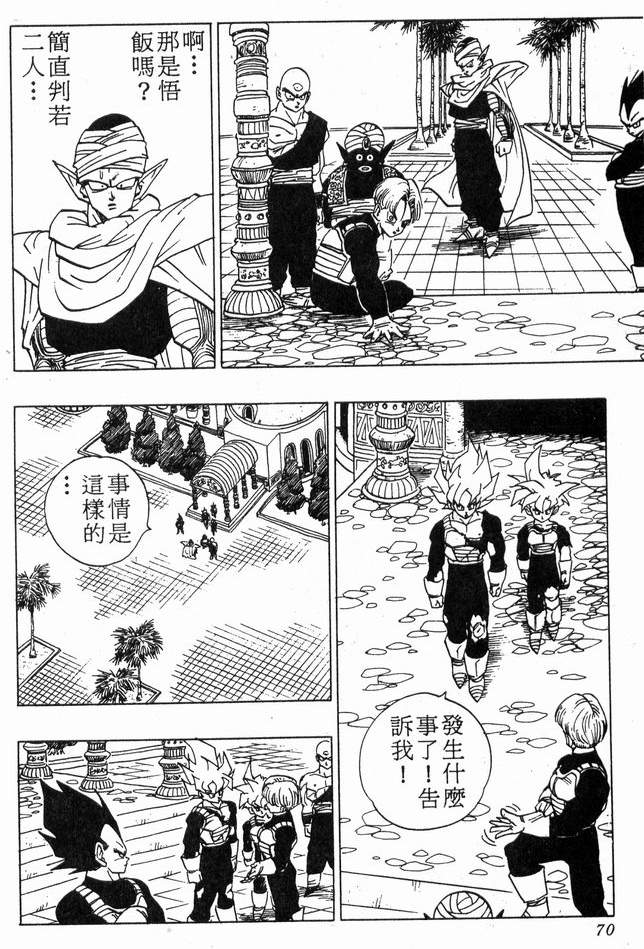 啊…
那是悟
飯嗎？
簡直判若
二人…
發生什麼
事了！告
訴我！
事情是
這樣的
…
70